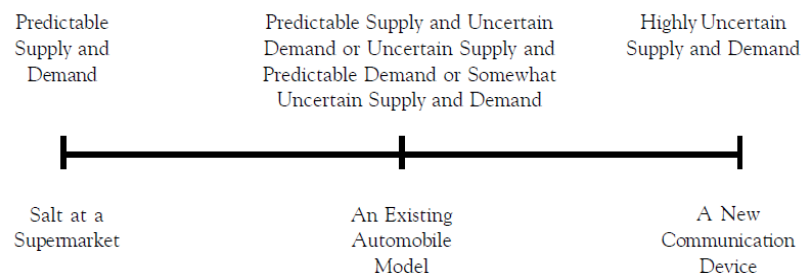 Predictable
Supply and
Demand
Predictable Supply and Uncertain
Demand or Uncertain Supply and
Predictable Demand or Somewhat
Uncertain Supply and Demand
Highly Uncertain
Supply and Demand
Salt at a
Supermarket
An Existing
Automobile
Model
A New
Communication
Device